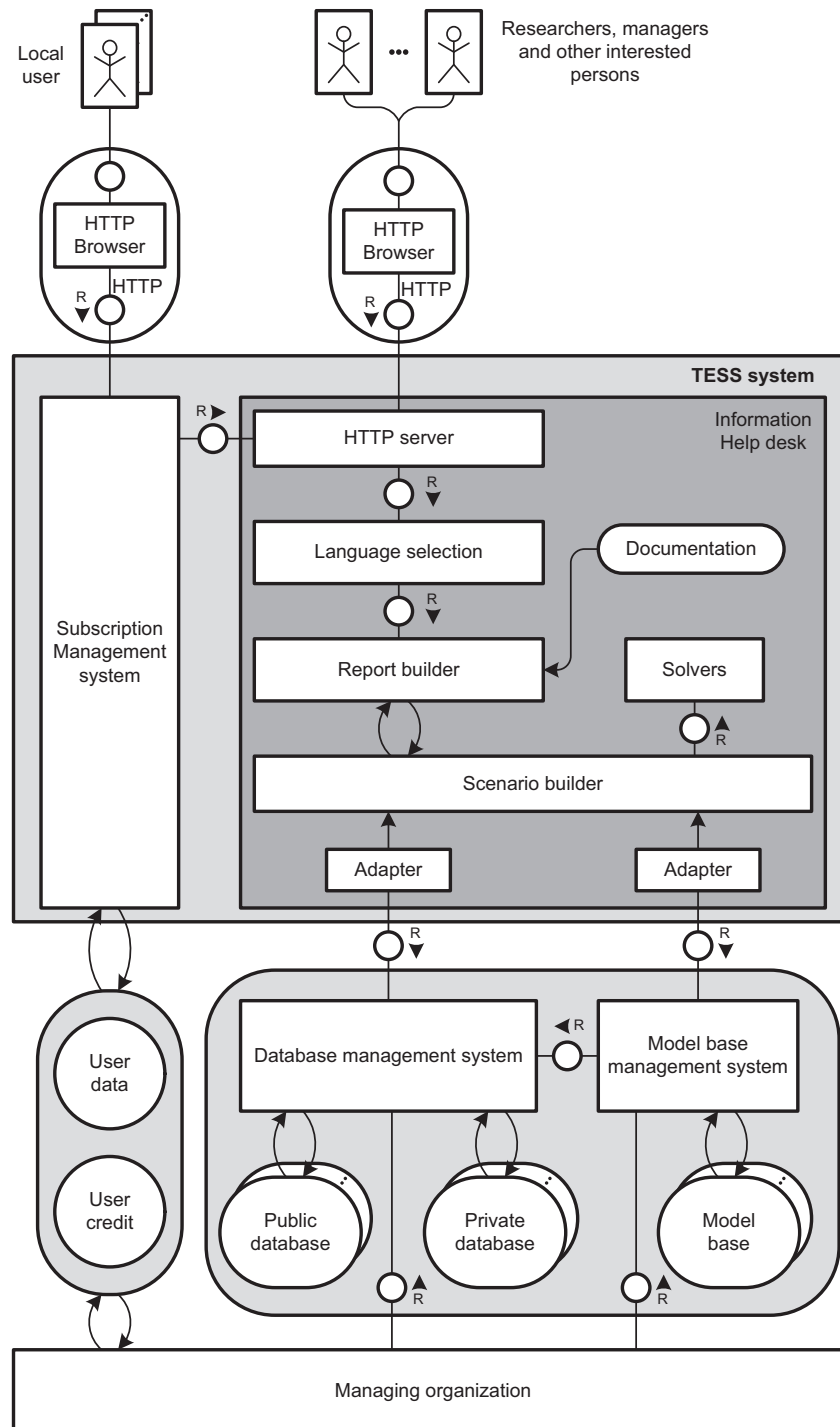 Local
user
Researchers, managers
and other interested
persons
HTTP
Browser
HTTP
R
HTTP
Browser
HTTP
R
TESS system
R
HTTP server
Information
Help desk
R
Language selection
Documentation
R
Subscription
Management
system
Report builder
Solvers
R
Scenario builder
Adapter
Adapter
R
R
Database management system
R
Model base
management system
User
data
User
credit
Public
database
Private
database
Model
base
R
R
Managing organization